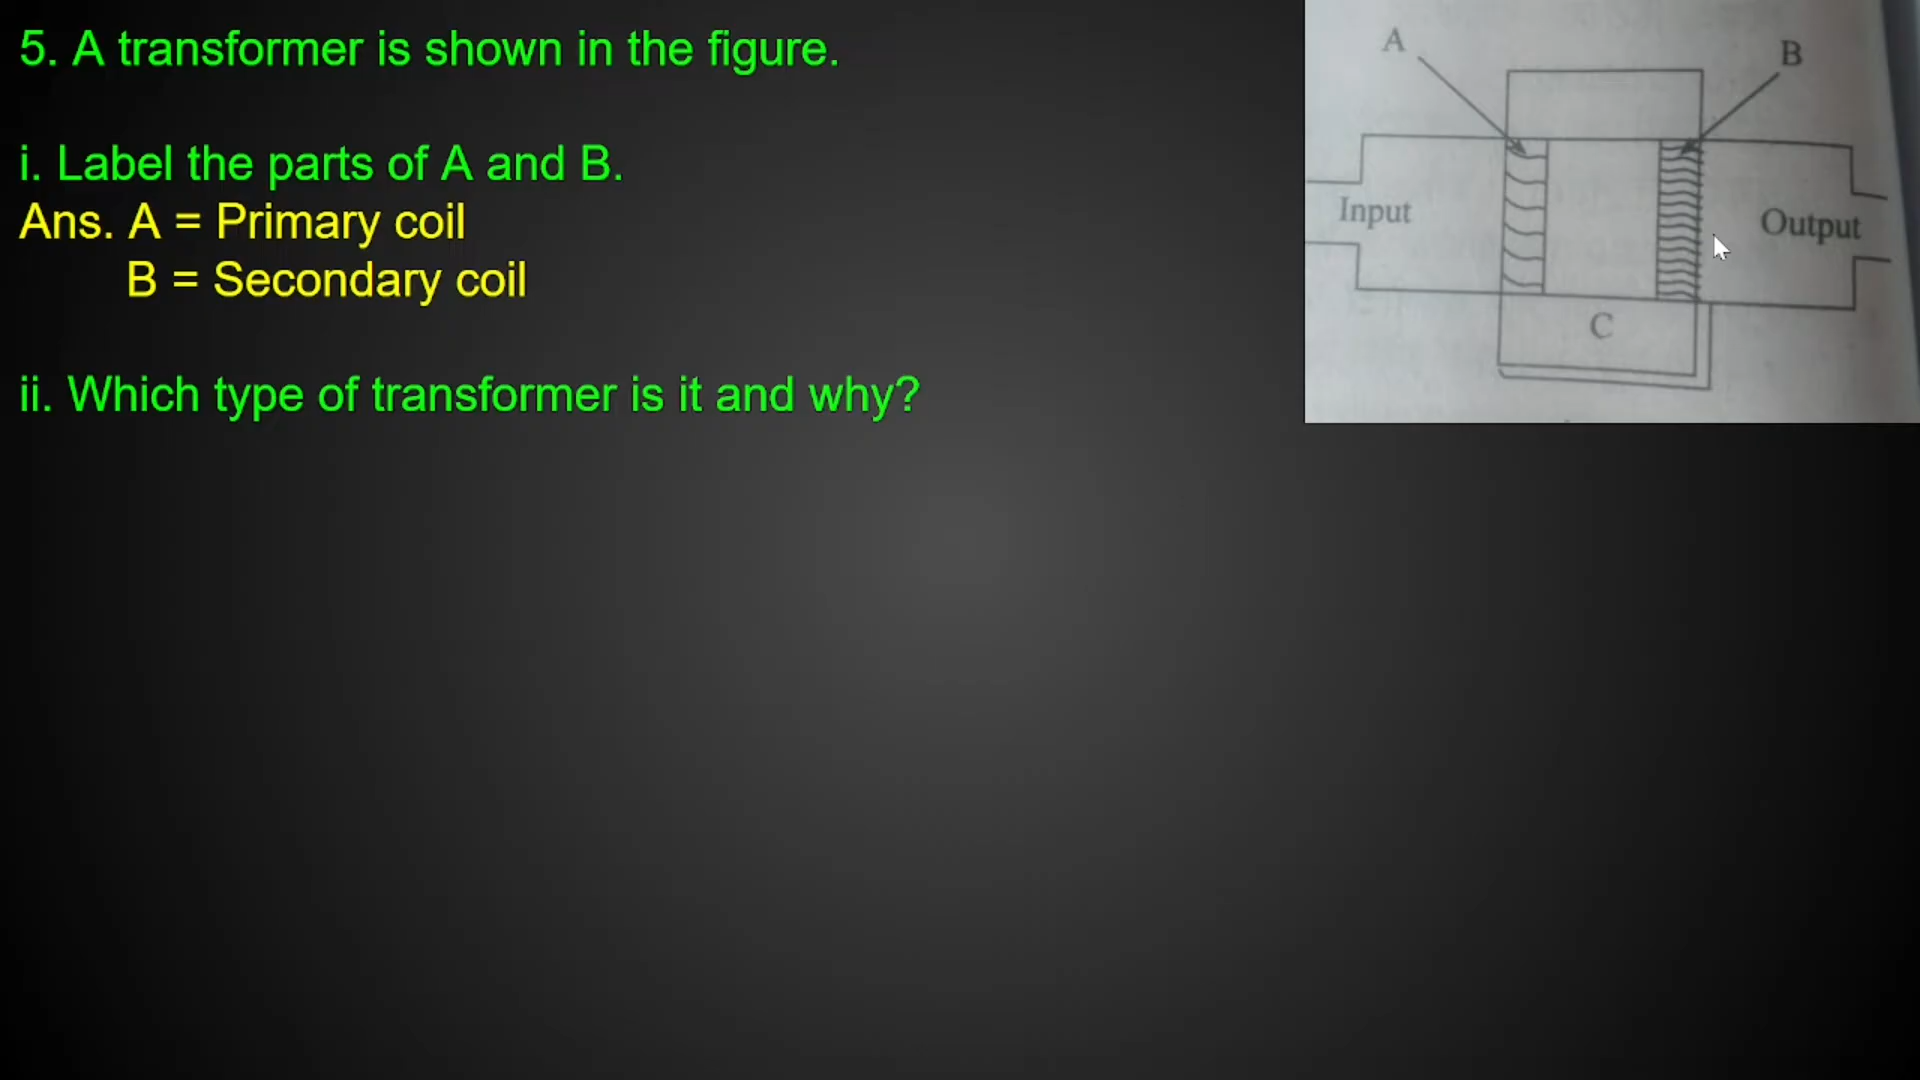 5. A transformer is shown in the figure.
i. Label the parts of A and B.
Ans. A = Primary coil
B = Secondary coil
ii. Which type of transformer is it and why?
A
B
Input
Output
C